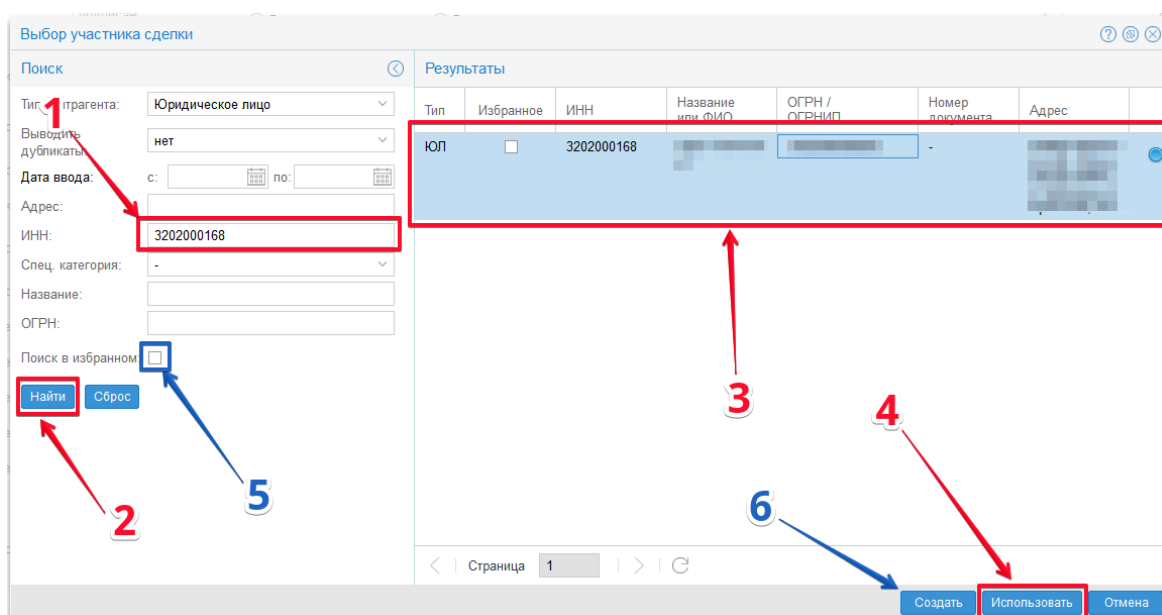 Выбор участника сделки
Поиск
Результаты
Тип
трагента:
Юридическое лицо
1
Выводить
дубликаты:
нет
Дата ввода:
с:
по:
Адрес:
ИНН:
3202000168
Спец. категория:
-
Название:
ОГРН:
Поиск в избранном:
Найти
Сброс
2
5
Тип
Избранное
ИНН
Название
или ФИО
ОГРН /
ОГРНИП
Номер
документа
Адрес
ЮЛ
3202000168
-
3
4
6
Страница
1
Создать
Использовать
Отмена